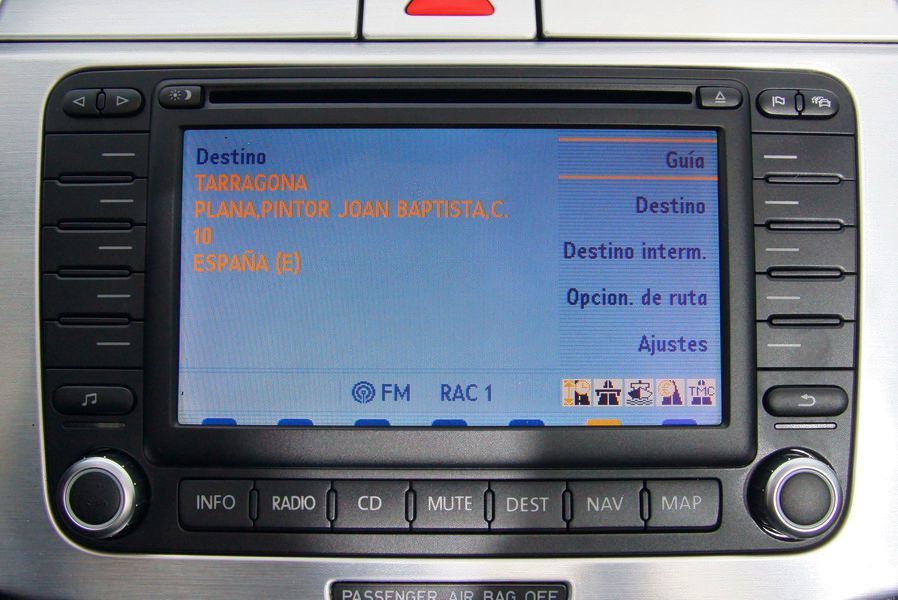 Destino
TARRAGONA
PLANA,PINTOR JOAN BAPTISTA,C.
10
ESPAÑA (E)
Guía
Destino
Destino interm.
Opcion. de ruta
Ajustes
FM RAC 1
TMC
INFO RADIO CD MUTE DEST NAV MAP
PASSENGER AIR BAG OFF